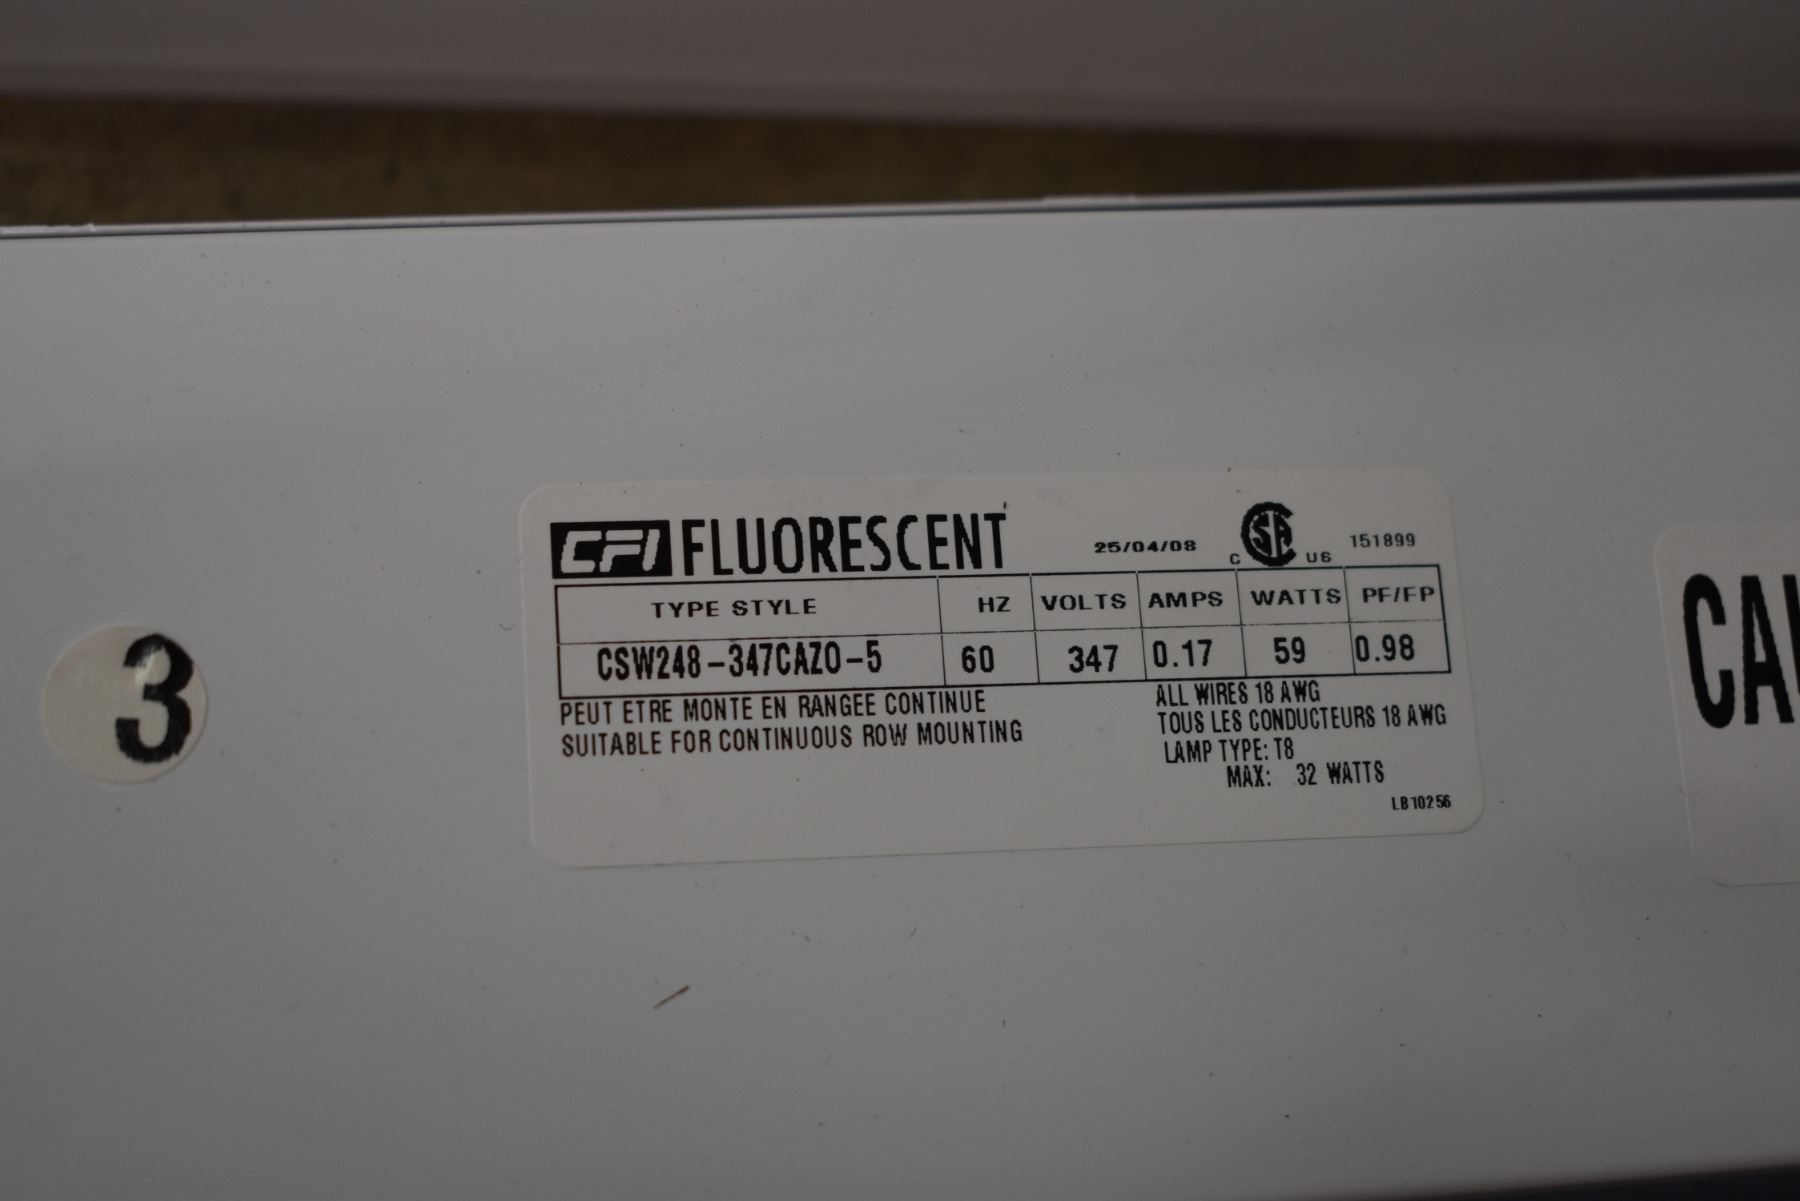 CFI FLUORESCENT 25/04/08 C SA US 151899
TYPE STYLE HZ VOLTS AMPS WATTS PF/FP
CSW248-347CAZO-5 60 347 0.17 59 0.98
PEUT ETRE MONTE EN RANGEE CONTINUE
SUITABLE FOR CONTINUOUS ROW MOUNTING
ALL WIRES 18 AWG
TOUS LES CONDUCTEURS 18 AWG
LAMP TYPE: T8
MAX: 32 WATTS
LB10256
3